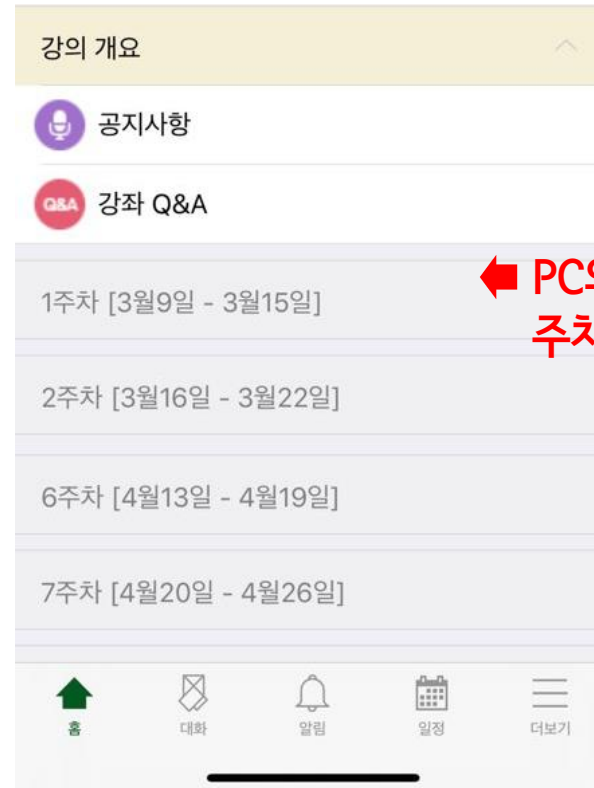 강의 개요
공지사항
Q&A 강좌 Q&A
1주차 [3월9일 - 3월15일]
PC
주차
2주차 [3월16일 - 3월22일]
6주차 [4월13일 - 4월19일]
7주차 [4월20일 - 4월26일]
홈 대화 알림 일정 더보기